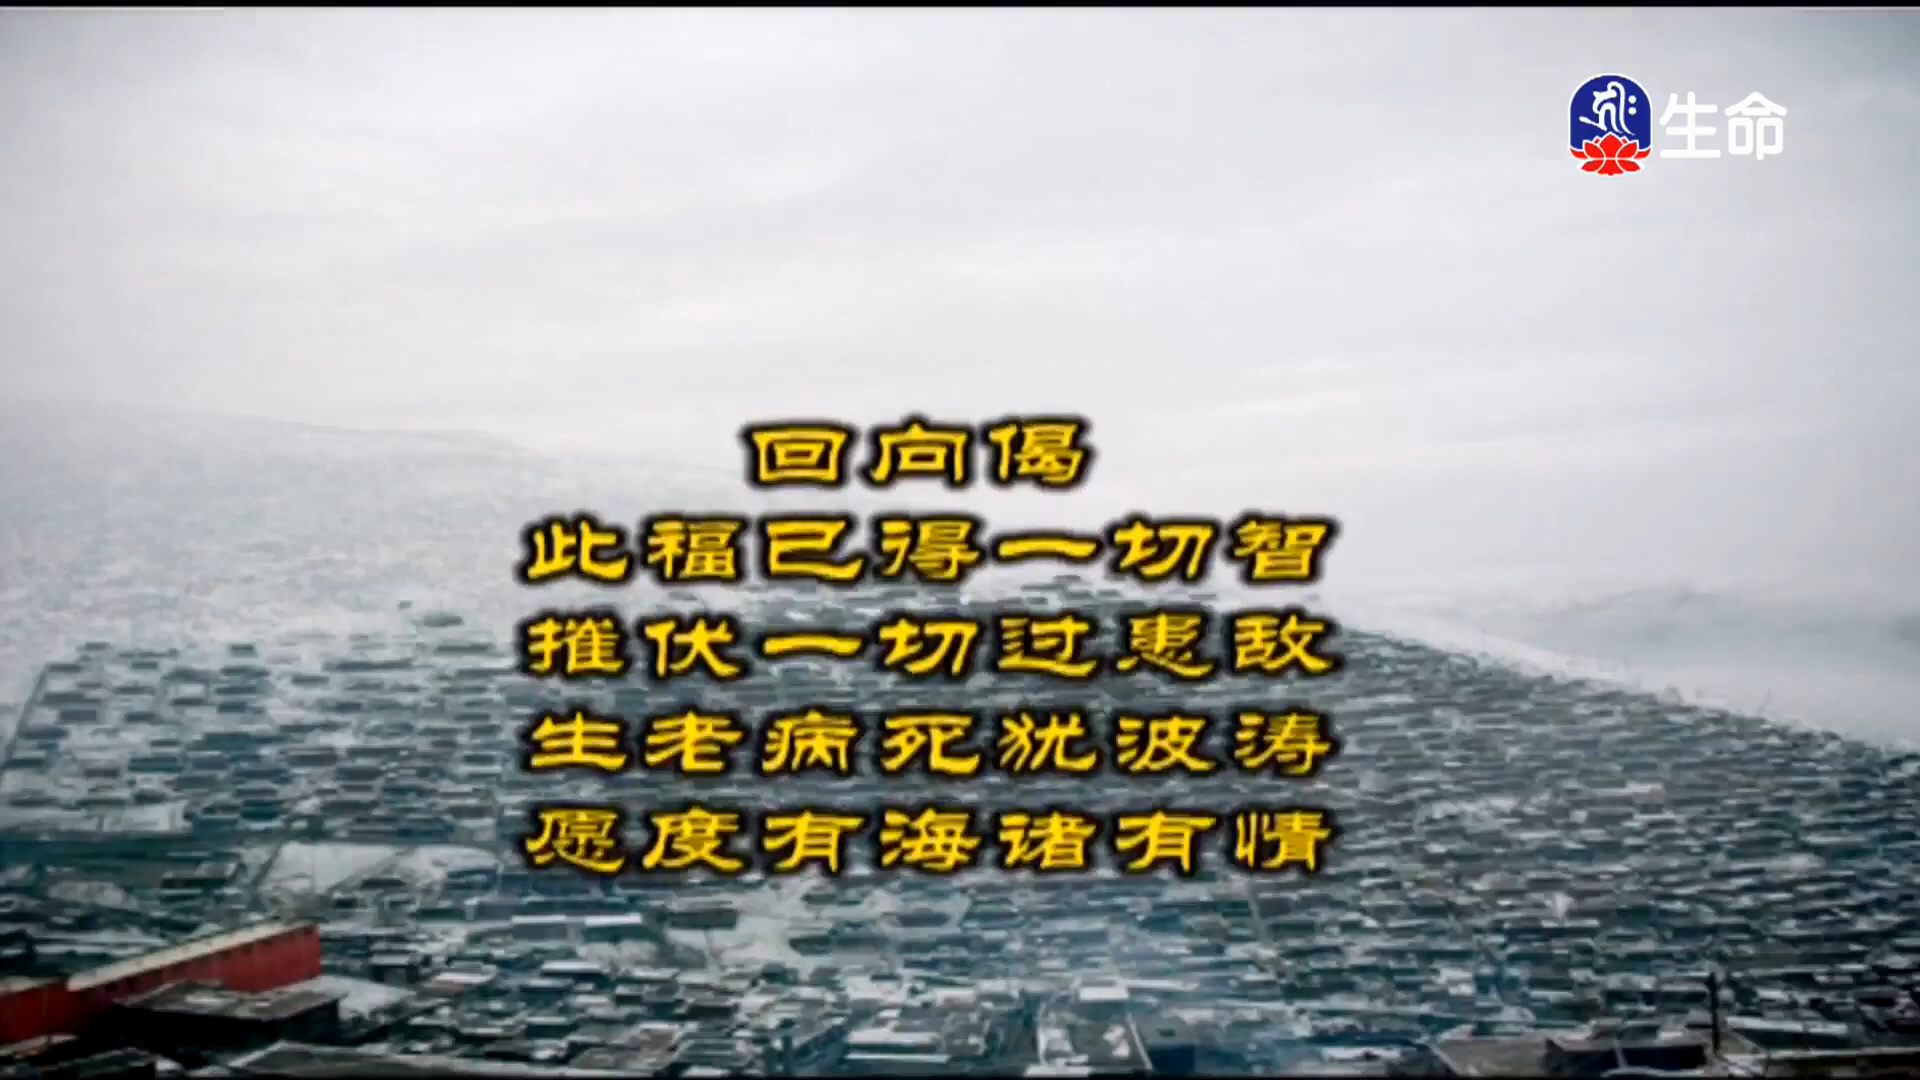 生命
回向偈
此福已得一切智
摧伏一切过患敌
生老病死犹波涛
愿度有海诸有情